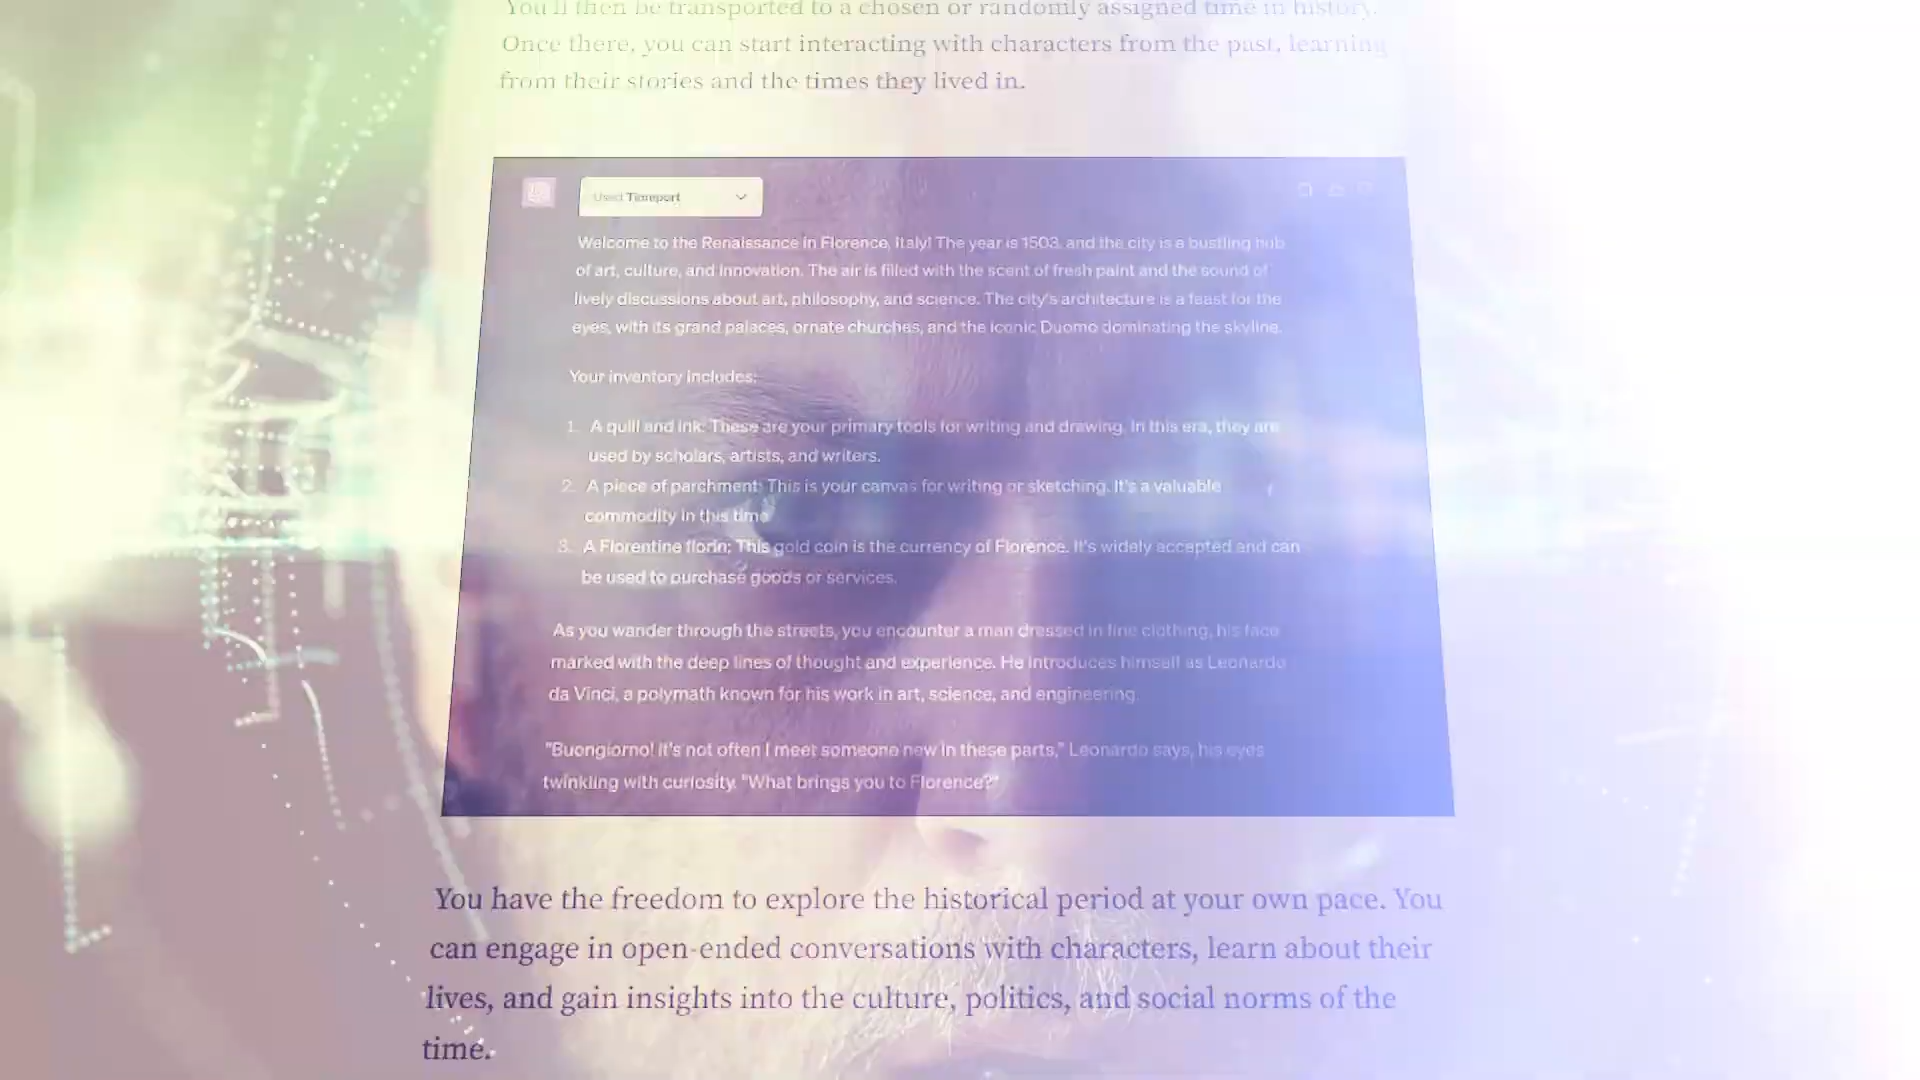 You'll then be transported to a chosen or randomly assigned time in history.
Once there, you can start interacting with characters from the past, learning
from their stories and the times they lived in.
Used Timeport
Welcome to the Renaissance in Florence, Italy! The year is 1503, and the city is a bustling hub
of art, culture, and innovation. The air is filled with the scent of fresh paint and the sound of
lively discussions about art, philosophy, and science. The city's architecture is a feast for the
eyes, with its grand palaces, ornate churches, and the iconic Duomo dominating the skyline.
Your inventory includes:
1. A quill and ink: These are your primary tools for writing and drawing. In this era, they are
used by scholars, artists, and writers.
2. A piece of parchment: This is your canvas for writing or sketching. It's a valuable
commodity in this time.
3. A Florentine florin: This gold coin is the currency of Florence. It's widely accepted and can
be used to purchase goods or services.
As you wander through the streets, you encounter a man dressed in fine clothing, his face
marked with the deep lines of thought and experience. He introduces himself as Leonardo
da Vinci, a polymath known for his work in art, science, and engineering.
"Buongiorno! It's not often I meet someone new in these parts," Leonardo says, his eyes
twinkling with curiosity. "What brings you to Florence?"
You have the freedom to explore the historical period at your own pace. You
can engage in open-ended conversations with characters, learn about their
lives, and gain insights into the culture, politics, and social norms of the
time.